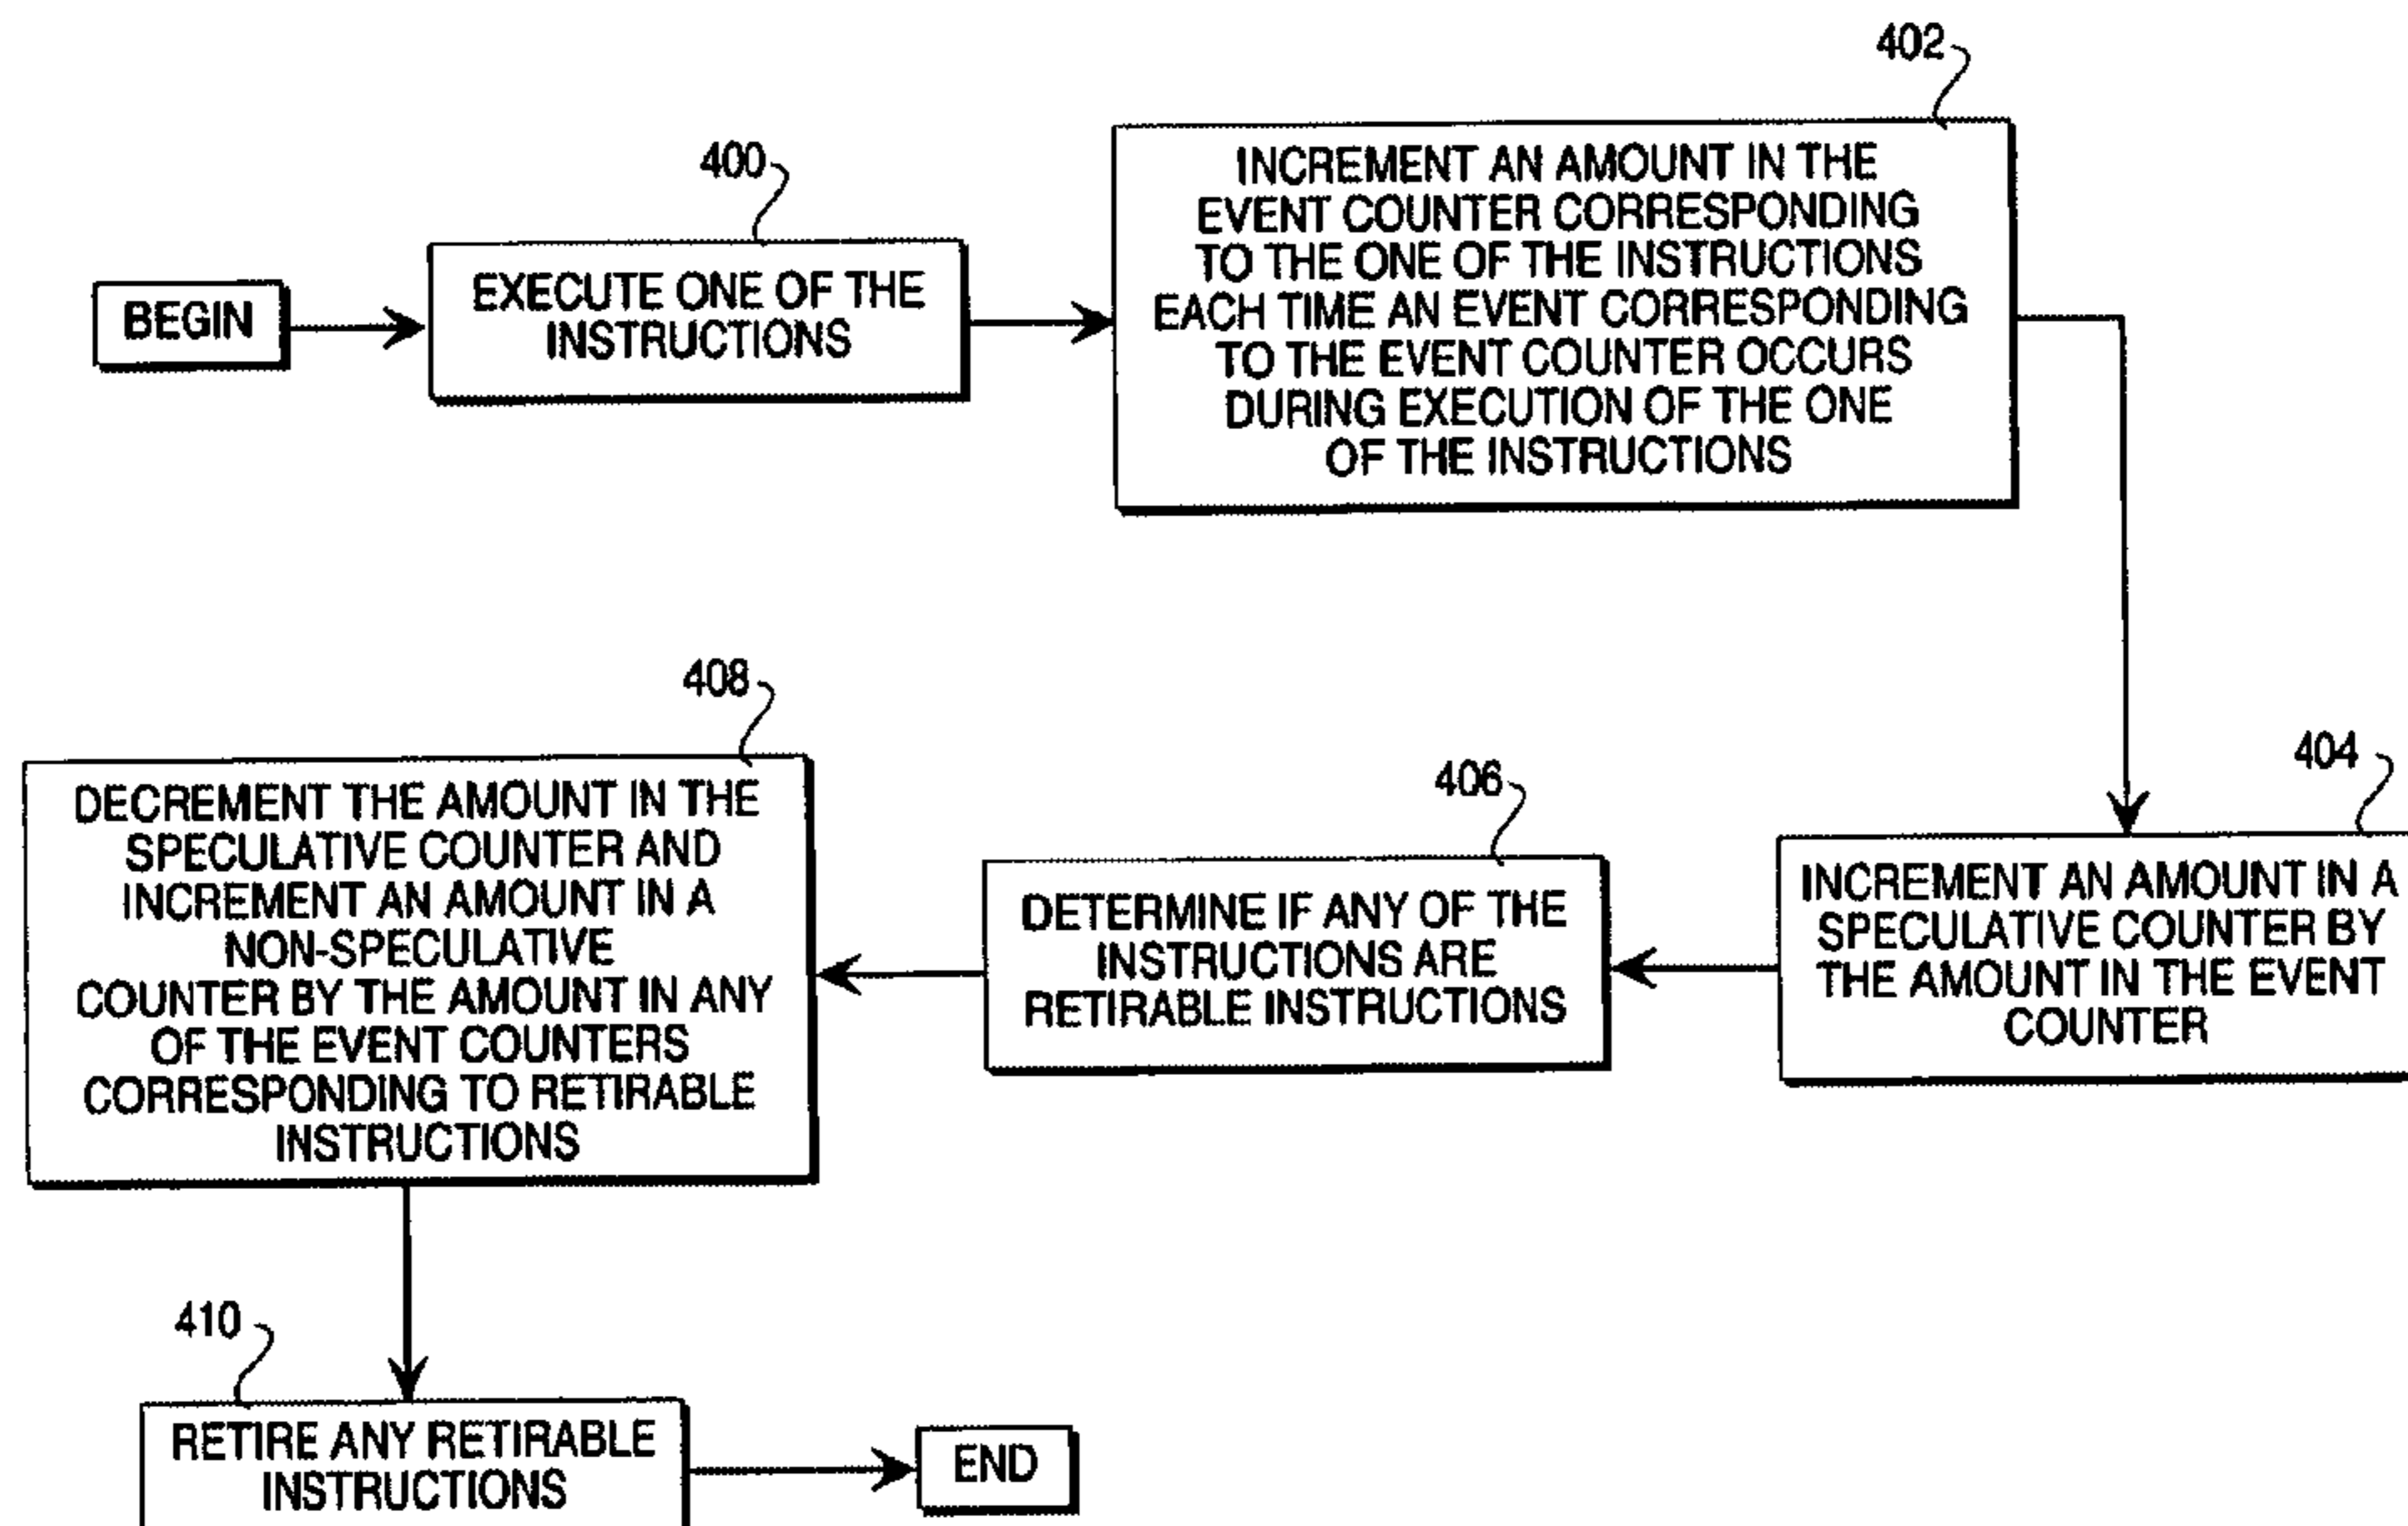 BEGIN
400
EXECUTE ONE OF THE
INSTRUCTIONS
402
INCREMENT AN AMOUNT IN THE
EVENT COUNTER CORRESPONDING
TO THE ONE OF THE INSTRUCTIONS
EACH TIME AN EVENT CORRESPONDING
TO THE EVENT COUNTER OCCURS
DURING EXECUTION OF THE ONE
OF THE INSTRUCTIONS
404
INCREMENT AN AMOUNT IN A
SPECULATIVE COUNTER BY
THE AMOUNT IN THE EVENT
COUNTER
406
DETERMINE IF ANY OF THE
INSTRUCTIONS ARE
RETIRABLE INSTRUCTIONS
408
DECREMENT THE AMOUNT IN THE
SPECULATIVE COUNTER AND
INCREMENT AN AMOUNT IN A
NON-SPECULATIVE
COUNTER BY THE AMOUNT IN ANY
OF THE EVENT COUNTERS
CORRESPONDING TO RETIRABLE
INSTRUCTIONS
410
RETIRE ANY RETIRABLE
INSTRUCTIONS
END